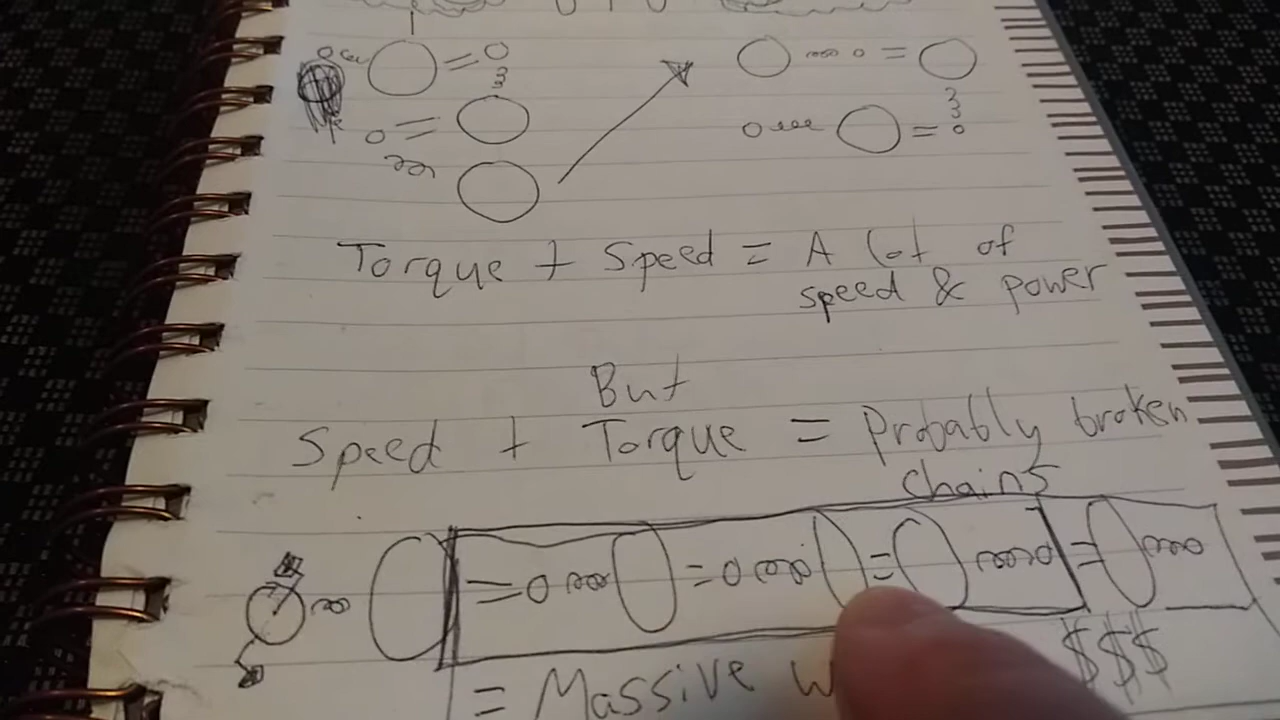 Torque + Speed = A lot of
speed & power
But
Speed + Torque = Probably broken
chains
= Massive
$$$